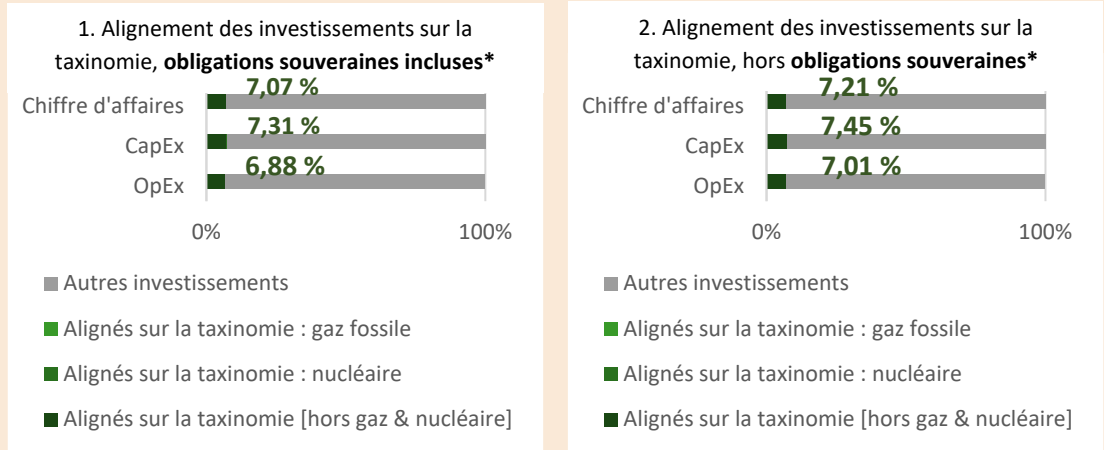 1. Alignement des investissements sur la
taxinomie, obligations souveraines incluses*
Chiffre d'affaires
7,07 %
CapEx
7,31 %
OpEx
6,88 %
0%
100%
Autres investissements
Alignés sur la taxinomie : gaz fossile
Alignés sur la taxinomie : nucléaire
Alignés sur la taxinomie [hors gaz & nucléaire]
2. Alignement des investissements sur la
taxinomie, hors obligations souveraines*
Chiffre d'affaires
7,21 %
CapEx
7,45 %
OpEx
7,01 %
0%
100%
Autres investissements
Alignés sur la taxinomie : gaz fossile
Alignés sur la taxinomie : nucléaire
Alignés sur la taxinomie [hors gaz & nucléaire]